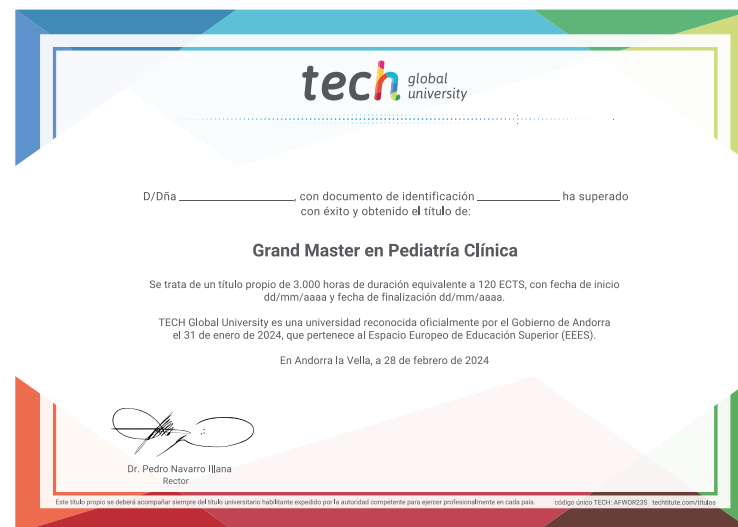 tech global university
D/Dña ________________, con documento de identificación ____________ ha superado
con éxito y obtenido el título de:
Grand Master en Pediatría Clínica
Se trata de un título propio de 3.000 horas de duración equivalente a 120 ECTS, con fecha de inicio
dd/mm/aaaa y fecha de finalización dd/mm/aaaa.
TECH Global University es una universidad reconocida oficialmente por el Gobierno de Andorra
el 31 de enero de 2024, que pertenece al Espacio Europeo de Educación Superior (EEES).
En Andorra la Vella, a 28 de febrero de 2024
Dr. Pedro Navarro Illana
Rector
Este título propio se deberá acompañar siempre del título universitario habilitante expedido por la autoridad competente para ejercer profesionalmente en cada país. código único TECH: AFWOR23S techtitute.com/títulos